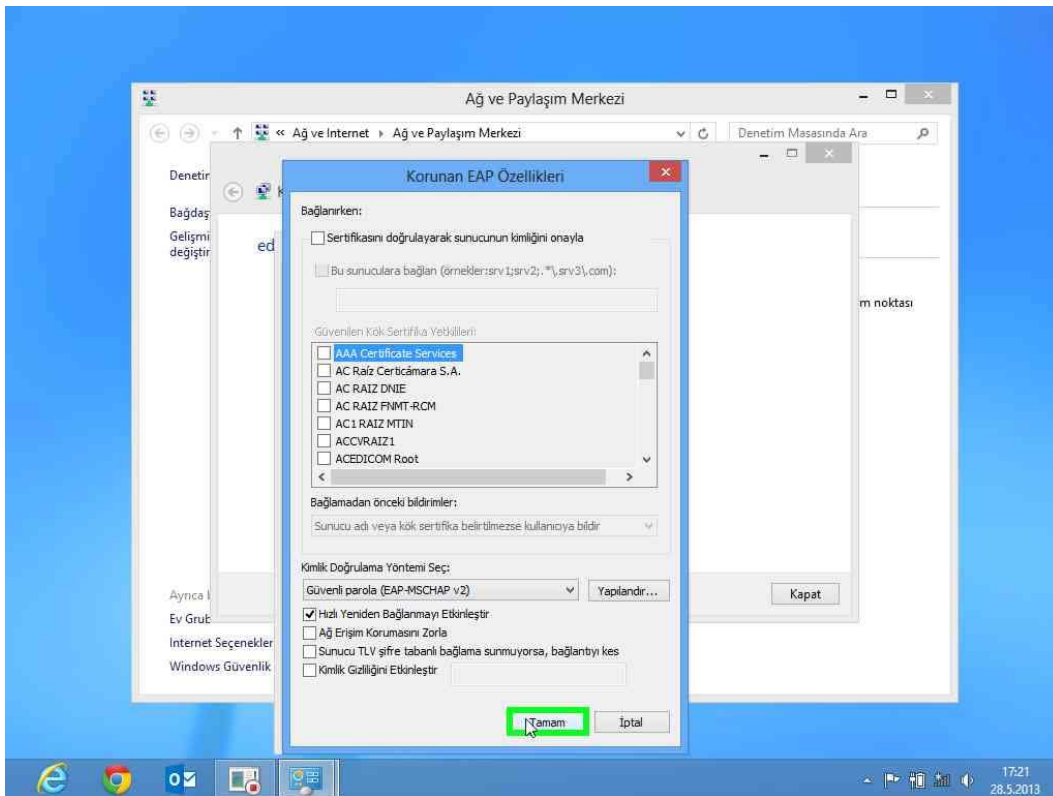 Ağ ve Paylaşım Merkezi
« Ağ ve Internet Ağ ve Paylaşım Merkezi
Denetim Masasında Ara
Korunan EAP Özellikleri
Bağlanırken:
Sertifikasını doğrulayarak sunucunun kimliğini onayla
Bu sunuculara bağlan (örnekler:srv1;srv2;.*\.srv3\.com):
m noktası
Güvenilen Kök Sertifika Yetkilileri:
AAA Certificate Services
AC Raíz Certicámara S.A.
AC RAIZ DNIE
AC RAIZ FNMT-RCM
AC1 RAIZ MTIN
ACCVRAIZ1
ACEDICOM Root
Bağlamadan önceki bildirimler:
Sunucu adı veya kök sertifika belirtilmezse kullanıcıya bildir
Kimlik Doğrulama Yöntemi Seç:
Güvenli parola (EAP-MSCHAP v2) Yapılandır...
Hızlı Yeniden Bağlanmayı Etkinleştir
Ağ Erişim Korumasını Zorla
Sunucu TLV şifre tabanlı bağlama sunmuyorsa, bağlantıyı kes
Kimlik Gizliliğini Etkinleştir
Tamam İptal
Kapat
Denetir
Bağdaş
Gelişmi
değiştir
ed
Ayrıca
Ev Grub
Internet Seçenekler
Windows Güvenlik
17:21
28.5.2013